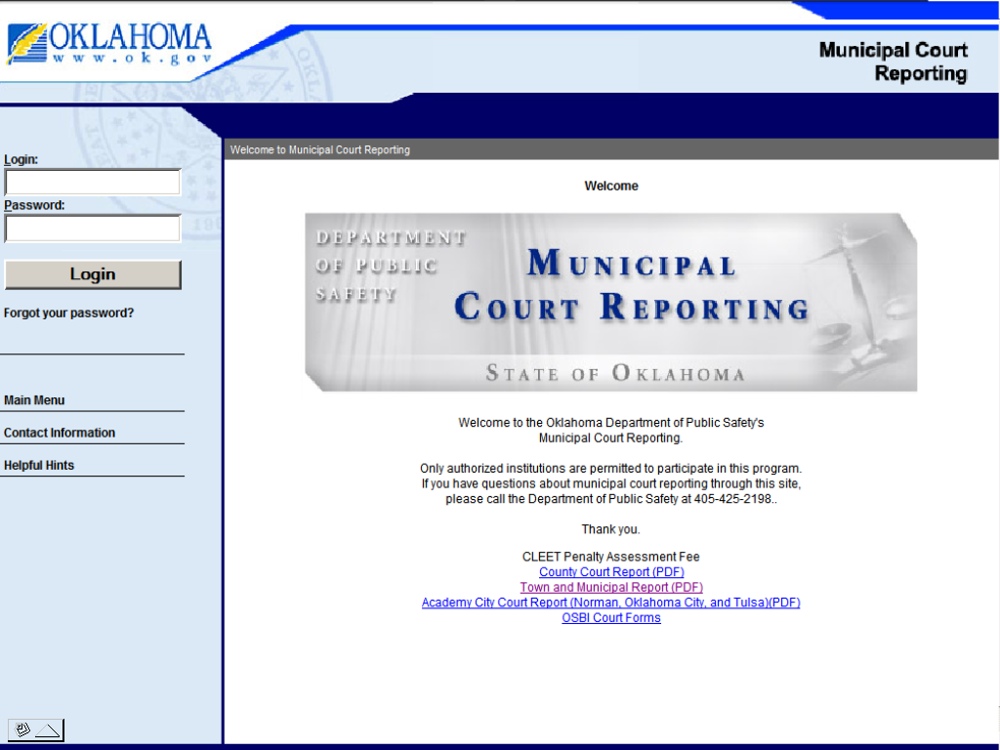 OKLAHOMA
www.ok.gov
Municipal Court
Reporting
Login:
Password:
Login
Forgot your password?
Main Menu
Contact Information
Helpful Hints
Welcome to Municipal Court Reporting
Welcome
DEPARTMENT
OF PUBLIC
SAFETY
MUNICIPAL
COURT REPORTING
STATE OF OKLAHOMA
Welcome to the Oklahoma Department of Public Safety's
Municipal Court Reporting.
Only authorized institutions are permitted to participate in this program.
If you have questions about municipal court reporting through this site,
please call the Department of Public Safety at 405-425-2198..
Thank you.
CLEET Penalty Assessment Fee
County Court Report (PDF)
Town and Municipal Report (PDF)
Academy City Court Report (Norman, Oklahoma City, and Tulsa)(PDF)
OSBI Court Forms